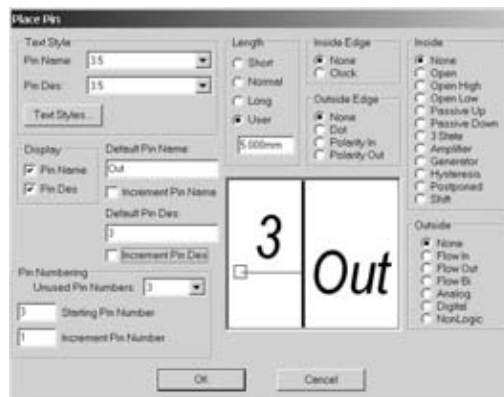 Place Pin
Text Style
Pin Name: 3.5
Pin Des: 3.5
Text Styles...
Display
Pin Name
Pin Des
Default Pin Name:
Out
Increment Pin Name
Default Pin Des:
3
Increment Pin Des
Pin Numbering
Unused Pin Numbers: 3
3 Starting Pin Number
1 Increment Pin Number
Length
Short
Normal
Long
User
5.000mm
Inside Edge
None
Clock
Outside Edge
None
Dot
Polarity In
Polarity Out
3
Out
Inside
None
Open
Open High
Open Low
Passive Up
Passive Down
3 State
Amplifier
Generator
Hysteresis
Postponed
Shift
Outside
None
Flow In
Flow Out
Flow Bi
Analog
Digital
NonLogic
OK
Cancel